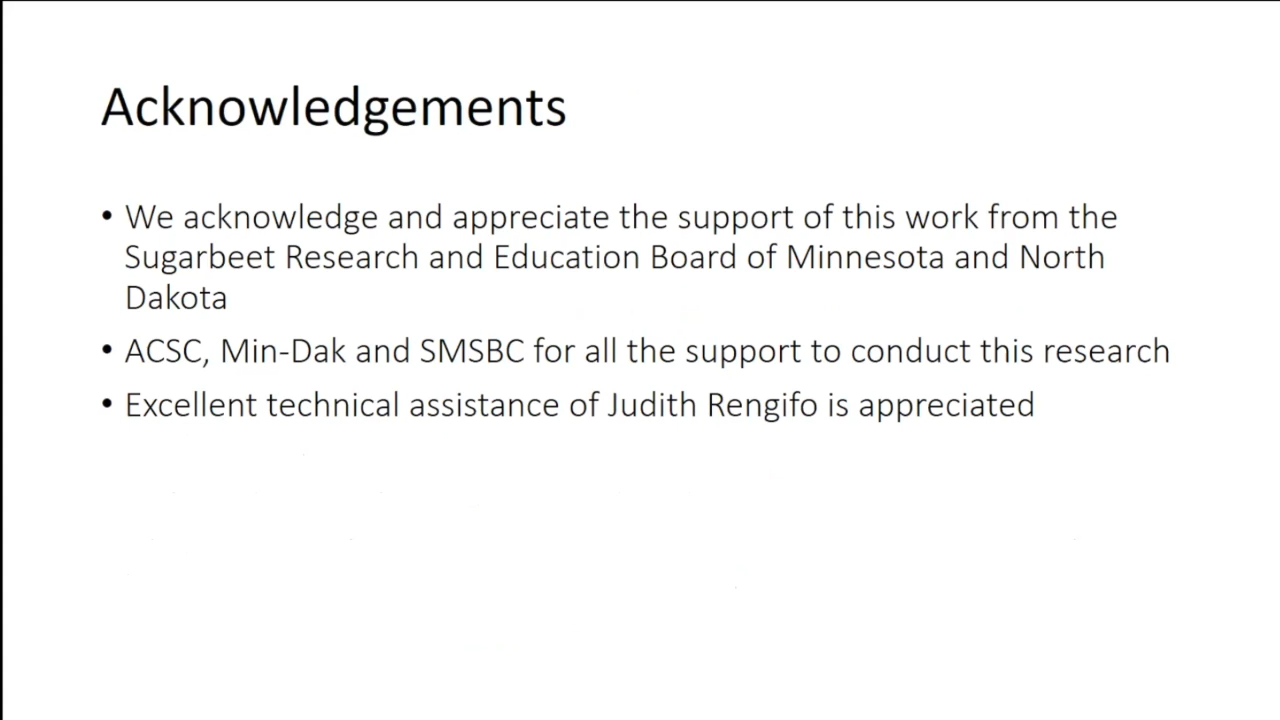 Acknowledgements
• We acknowledge and appreciate the support of this work from the
Sugarbeet Research and Education Board of Minnesota and North
Dakota
• ACSC, Min-Dak and SMSBC for all the support to conduct this research
• Excellent technical assistance of Judith Rengifo is appreciated